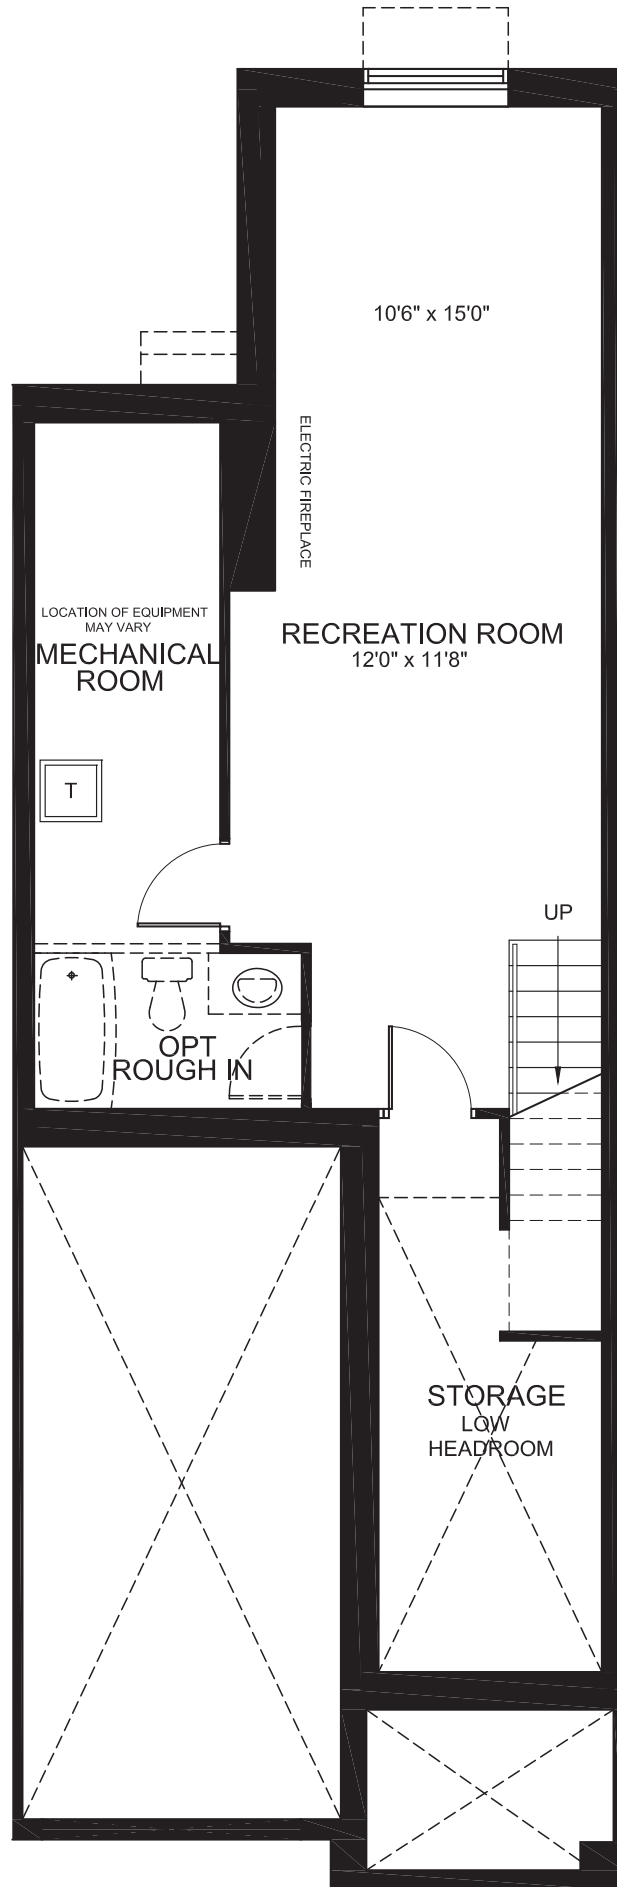 10'6" x 15'0"
ELECTRIC FIREPLACE
LOCATION OF EQUIPMENT
MAY VARY
MECHANICAL
ROOM
RECREATION ROOM
12'0" x 11'8"
T
UP
OPT
ROUGH IN
STORAGE
LOW
HEADROOM